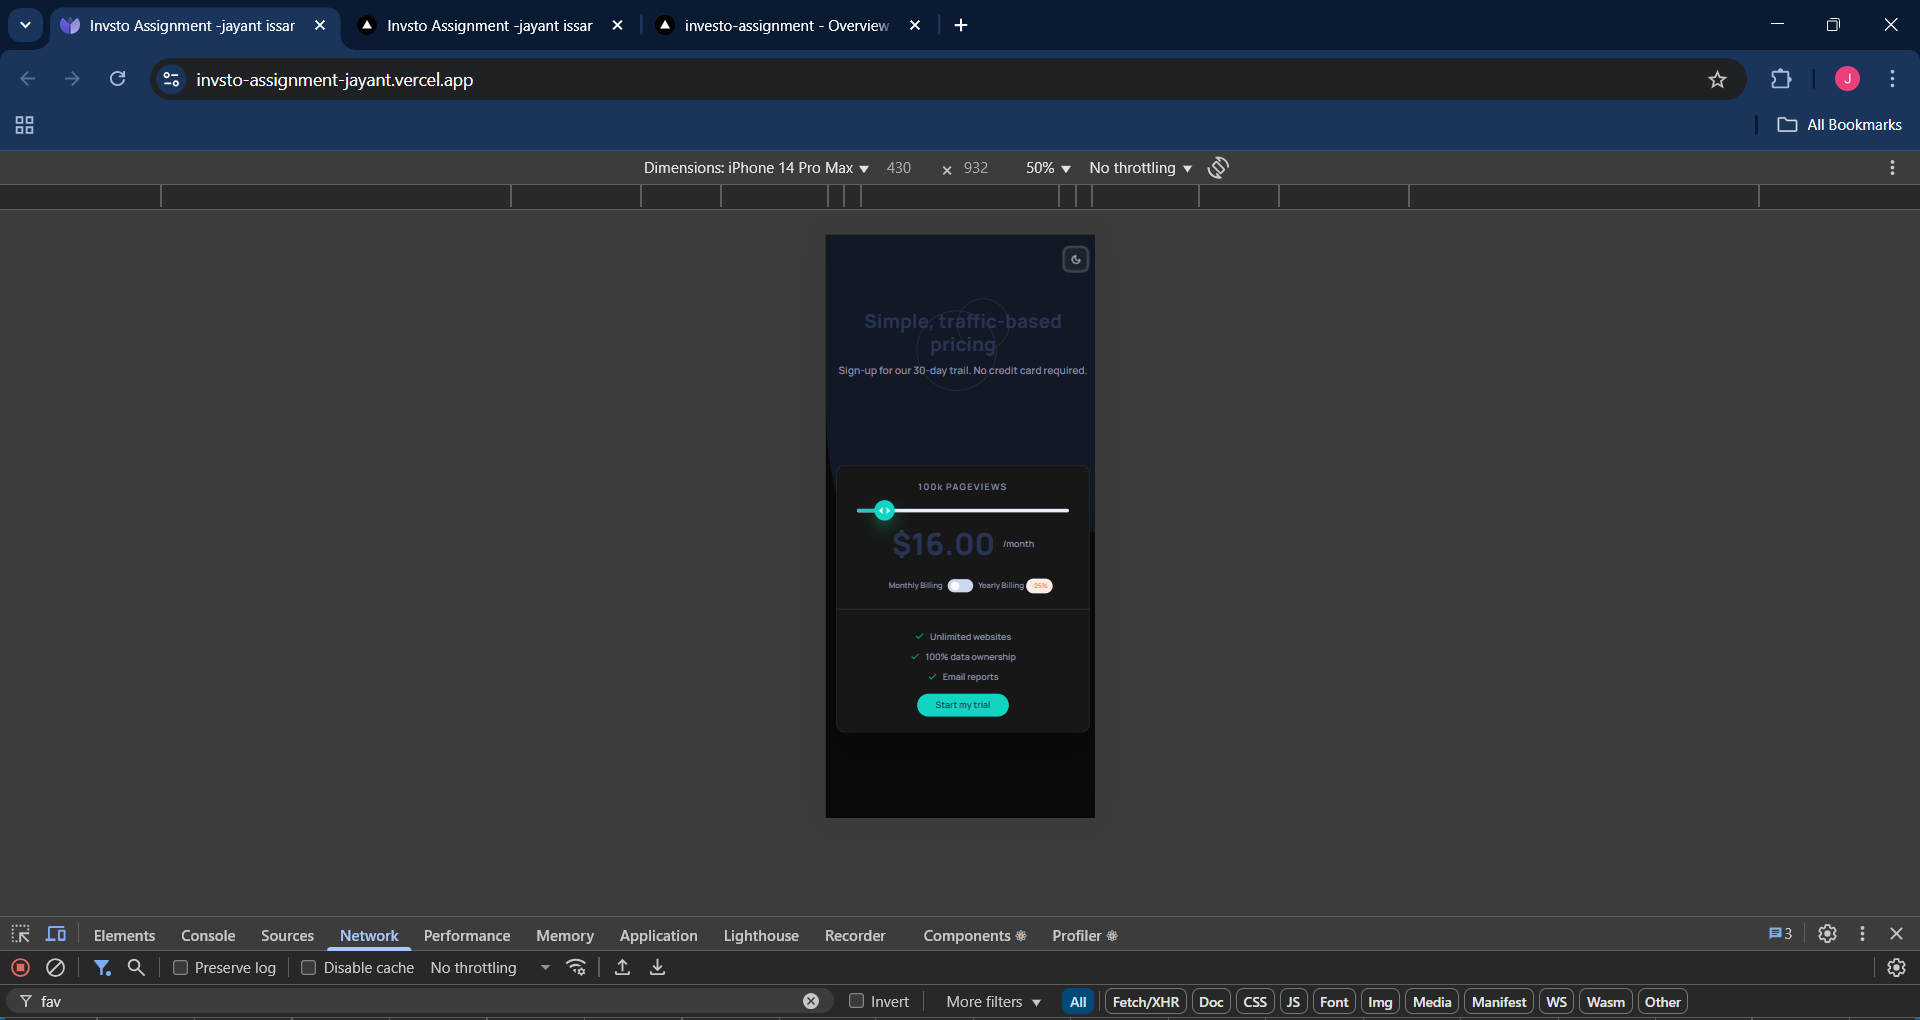 Invsto Assignment -jayant issar
Invsto Assignment -jayant issar
investo-assignment - Overview
invsto-assignment-jayant.vercel.app
J
All Bookmarks
Dimensions: iPhone 14 Pro Max 430 × 932 50% No throttling
Simple, traffic-based
pricing
Sign-up for our 30-day trail. No credit card required.
100k PAGEVIEWS
$16.00 /month
Monthly Billing Yearly Billing -25%
Unlimited websites
100% data ownership
Email reports
Start my trial
Elements Console Sources Network Performance Memory Application Lighthouse Recorder Components Profiler 3
Preserve log Disable cache No throttling
fav Invert More filters All Fetch/XHR Doc CSS JS Font Img Media Manifest WS Wasm Other